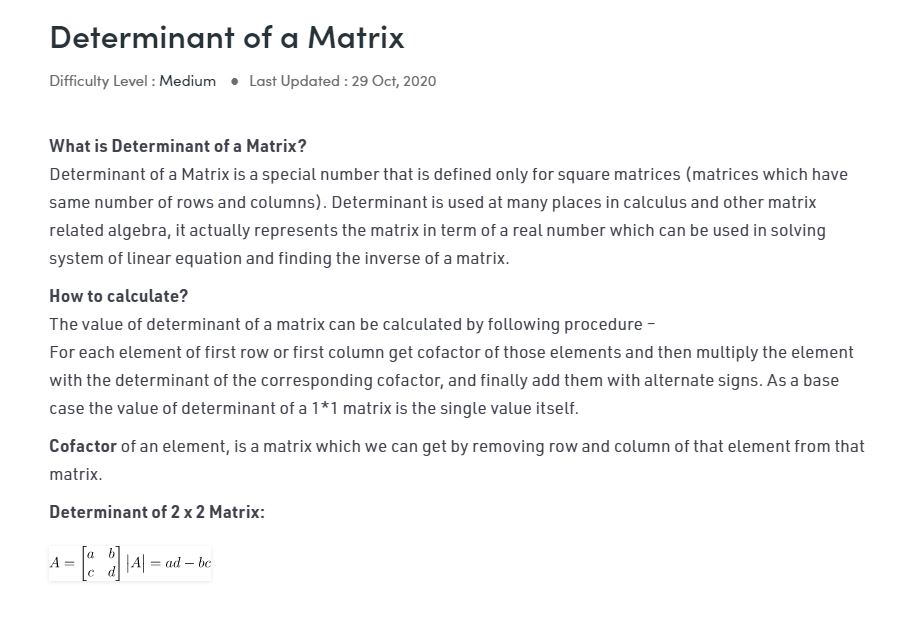 Determinant of a Matrix
Difficulty Level : Medium ● Last Updated : 29 Oct, 2020
What is Determinant of a Matrix?
Determinant of a Matrix is a special number that is defined only for square matrices (matrices which have
same number of rows and columns). Determinant is used at many places in calculus and other matrix
related algebra, it actually represents the matrix in term of a real number which can be used in solving
system of linear equation and finding the inverse of a matrix.
How to calculate?
The value of determinant of a matrix can be calculated by following procedure –
For each element of first row or first column get cofactor of those elements and then multiply the element
with the determinant of the corresponding cofactor, and finally add them with alternate signs. As a base
case the value of determinant of a 1*1 matrix is the single value itself.
Cofactor of an element, is a matrix which we can get by removing row and column of that element from that
matrix.
Determinant of 2 x 2 Matrix:
A = [a b
c d] |A| = ad − bc